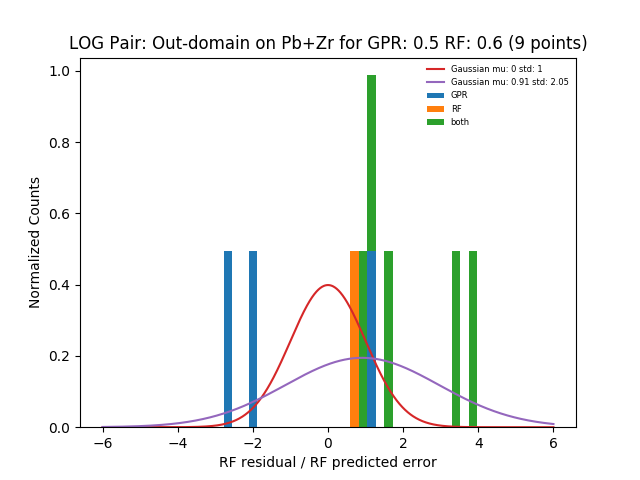 LOG Pair: Out-domain on Pb+Zr for GPR: 0.5 RF: 0.6 (9 points)
Gaussian mu: 0 std: 1
Gaussian mu: 0.91 std: 2.05
GPR
RF
both
Normalized Counts
1.0
0.8
0.6
0.4
0.2
0.0
−6 −4 −2 0 2 4 6
RF residual / RF predicted error